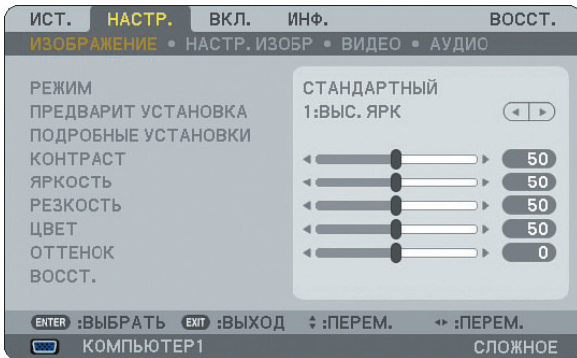 ИСТ. НАСТР. ВКЛ. ИНФ. ВОССТ.
ИЗОБРАЖЕНИЕ • НАСТР. ИЗОБР • ВИДЕО • АУДИО
РЕЖИМ СТАНДАРТНЫЙ
ПРЕДВАРИТ УСТАНОВКА 1:ВЫС. ЯРК
ПОДРОБНЫЕ УСТАНОВКИ
КОНТРАСТ 50
ЯРКОСТЬ 50
РЕЗКОСТЬ 50
ЦВЕТ 50
ОТТЕНОК 0
ВОССТ.
ENTER :ВЫБРАТЬ EXIT :ВЫХОД :ПЕРЕМ. :ПЕРЕМ.
КОМПЬЮТЕР1 СЛОЖНОЕ